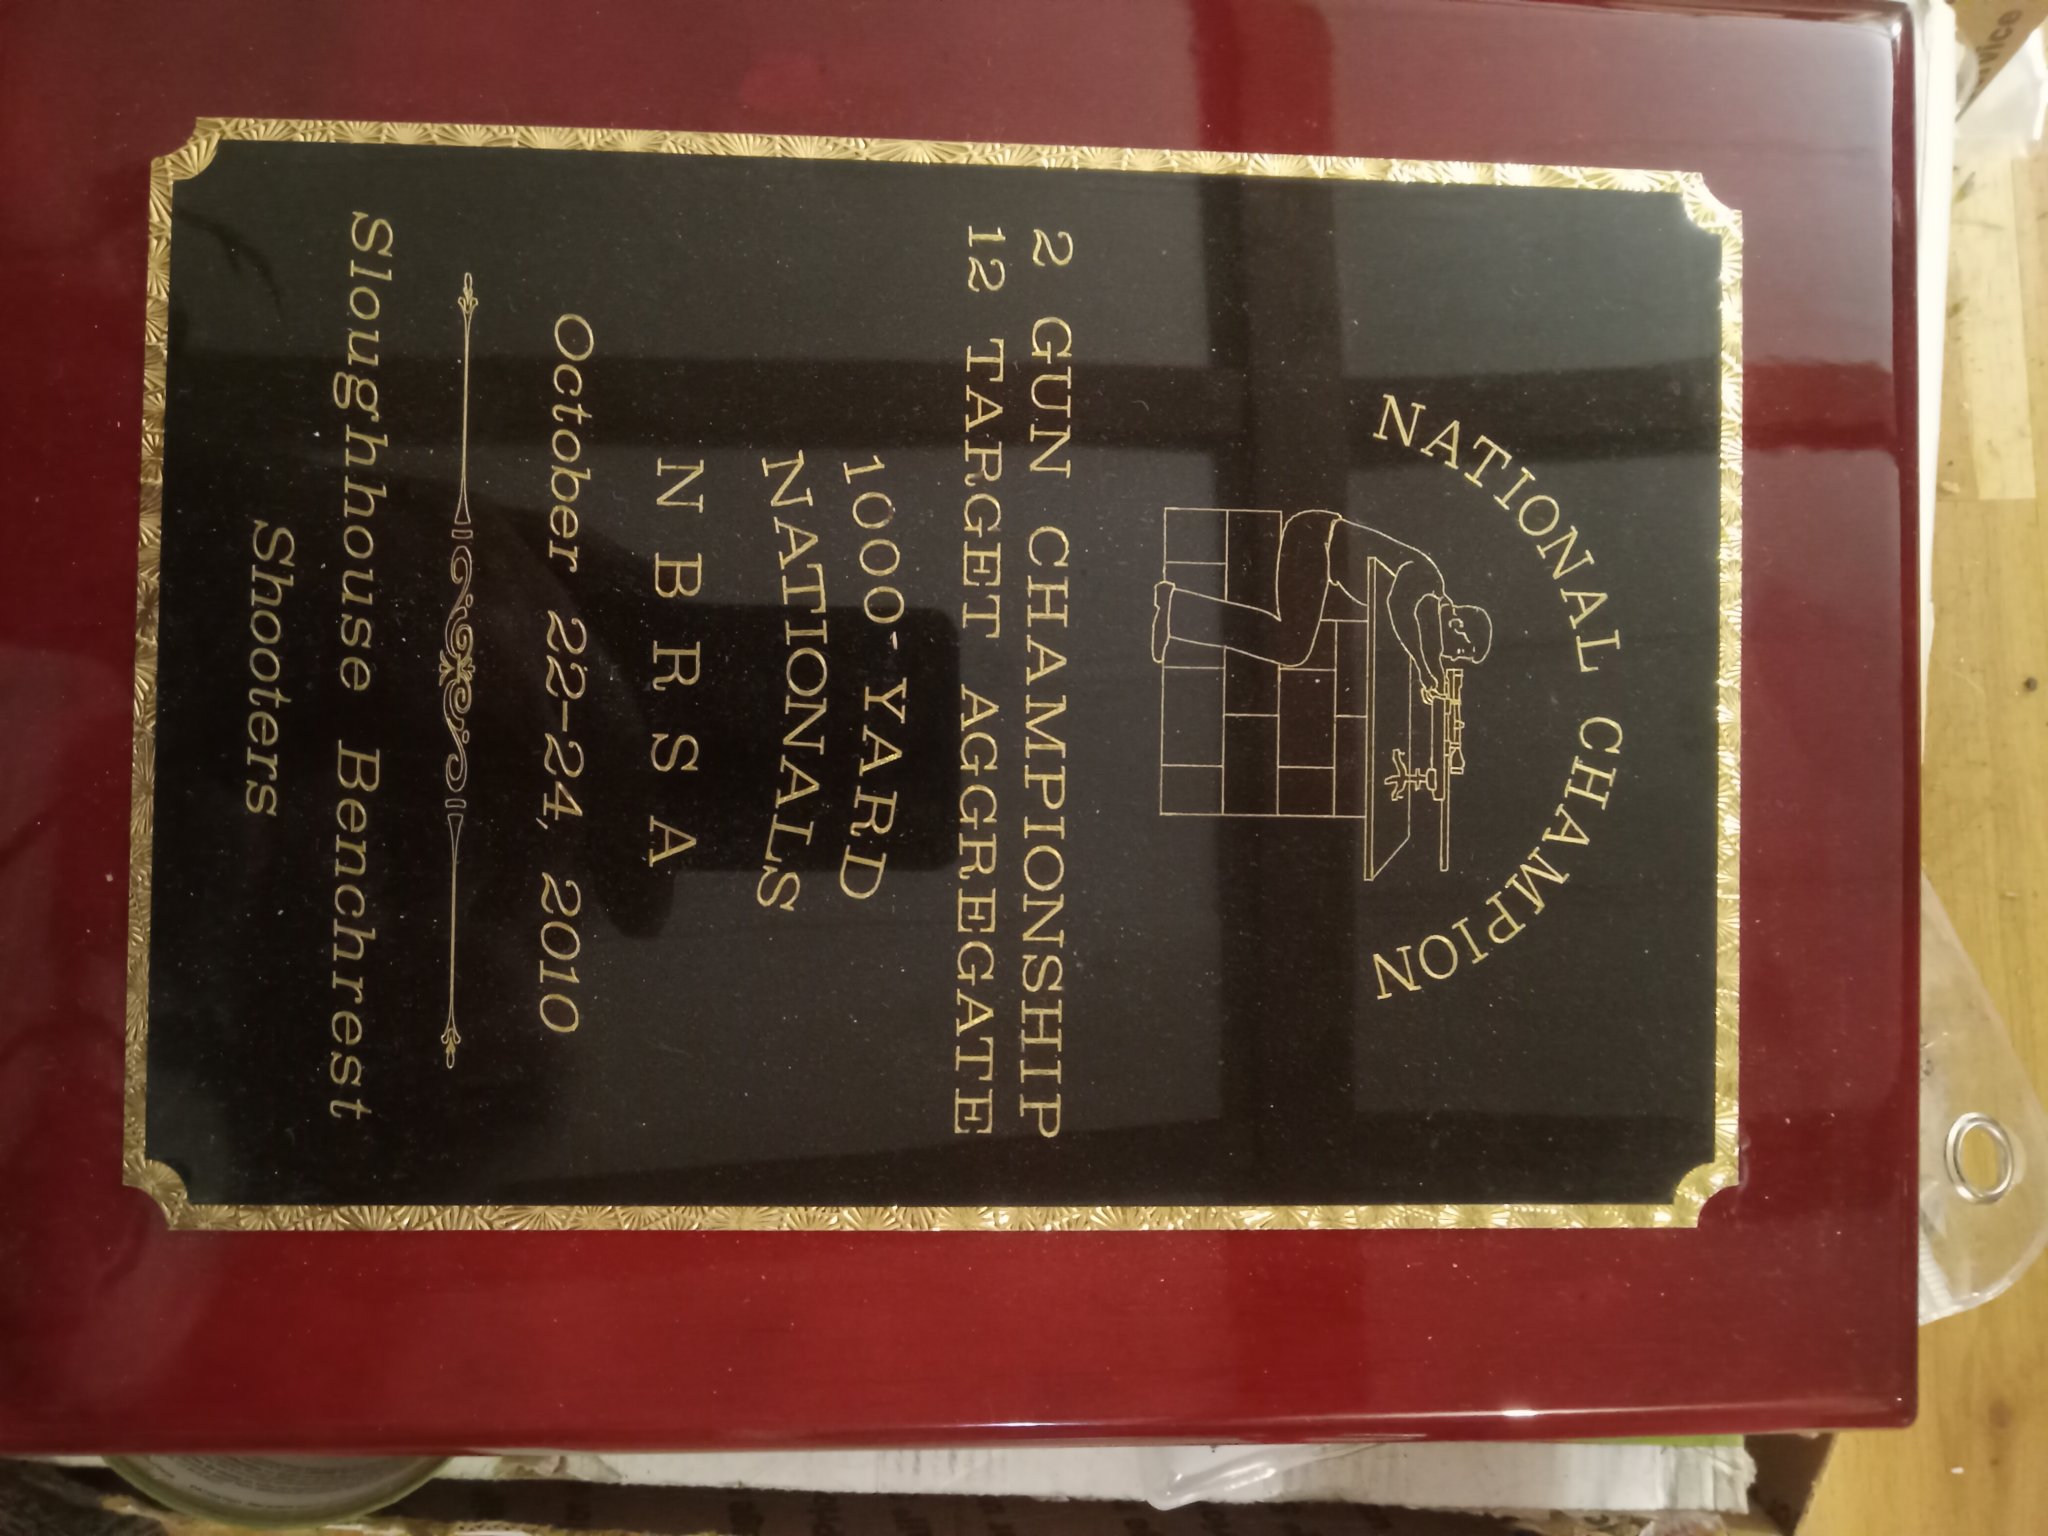 NATIONAL CHAMPION
2 GUN CHAMPIONSHIP
12 TARGET AGGREGATE
1000-YARD
NATIONALS
N B R S A
October 22-24, 2010
Sloughhouse Benchrest
Shooters